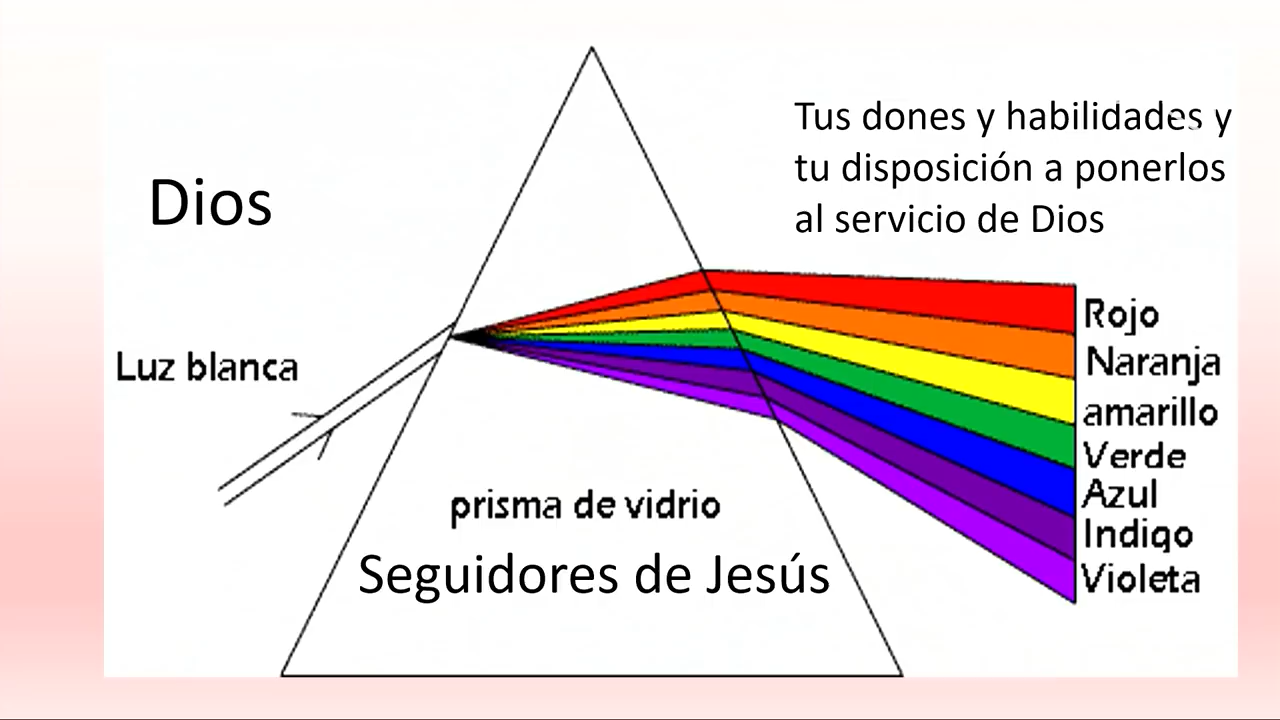 Dios
Tus dones y habilidades y
tu disposición a ponerlos
al servicio de Dios
Luz blanca
prisma de vidrio
Seguidores de Jesús
Rojo
Naranja
amarillo
Verde
Azul
Indigo
Violeta